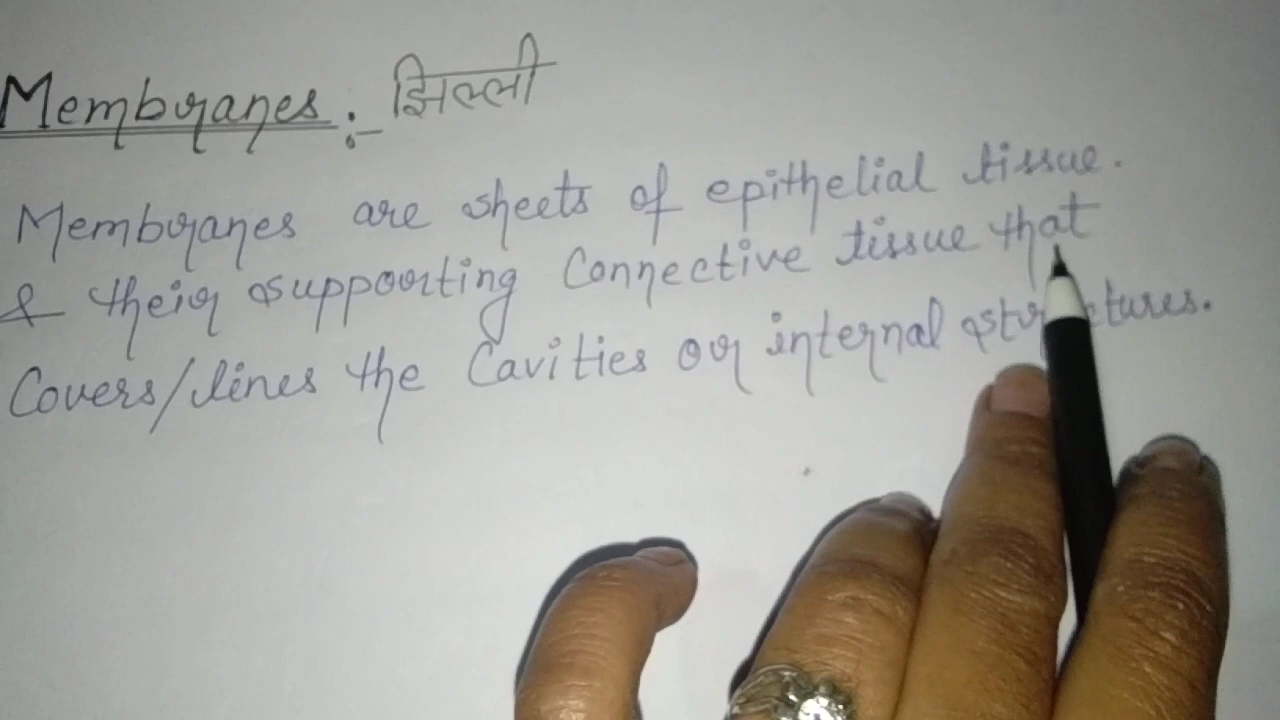 Membranes :- झिल्ली
Membranes are sheets of epithelial tissue.
& their supporting Connective tissue that
Covers/lines the Cavities or internal structures.